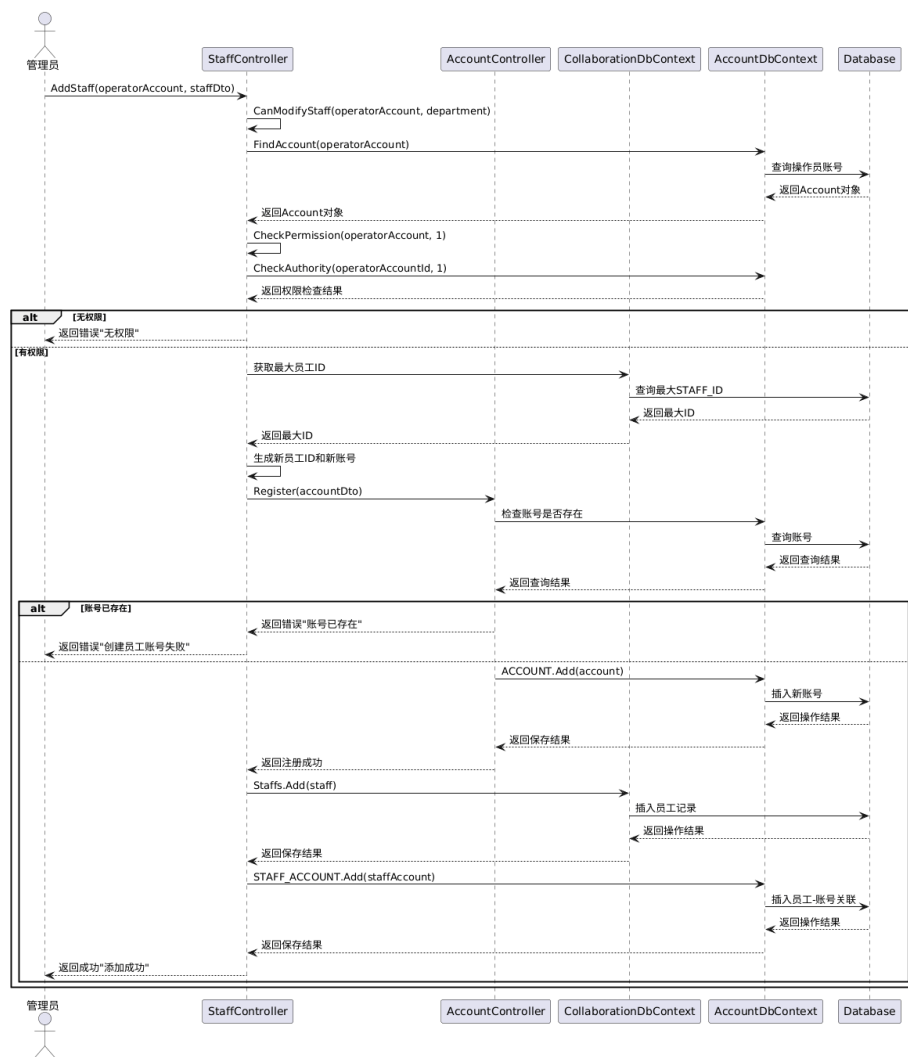 管理员
StaffController
AccountController
CollaborationDbContext
AccountDbContext
Database
AddStaff(operatorAccount, staffDto)
CanModifyStaff(operatorAccount, department)
FindAccount(operatorAccount)
查询操作员账号
返回Account对象
返回Account对象
CheckPermission(operatorAccount, 1)
CheckAuthority(operatorAccountId, 1)
返回权限检查结果
alt
[无权限]
返回错误"无权限"
[有权限]
获取最大员工ID
查询最大STAFF_ID
返回最大ID
返回最大ID
生成新员工ID和新账号
Register(accountDto)
检查账号是否存在
查询账号
返回查询结果
返回查询结果
alt
[账号已存在]
返回错误"账号已存在"
返回错误"创建员工账号失败"
ACCOUNT.Add(account)
插入新账号
返回操作结果
返回保存结果
返回注册成功
Staffs.Add(staff)
插入员工记录
返回操作结果
返回保存结果
STAFF_ACCOUNT.Add(staffAccount)
插入员工-账号关联
返回操作结果
返回保存结果
返回成功"添加成功"
管理员
StaffController
AccountController
CollaborationDbContext
AccountDbContext
Database